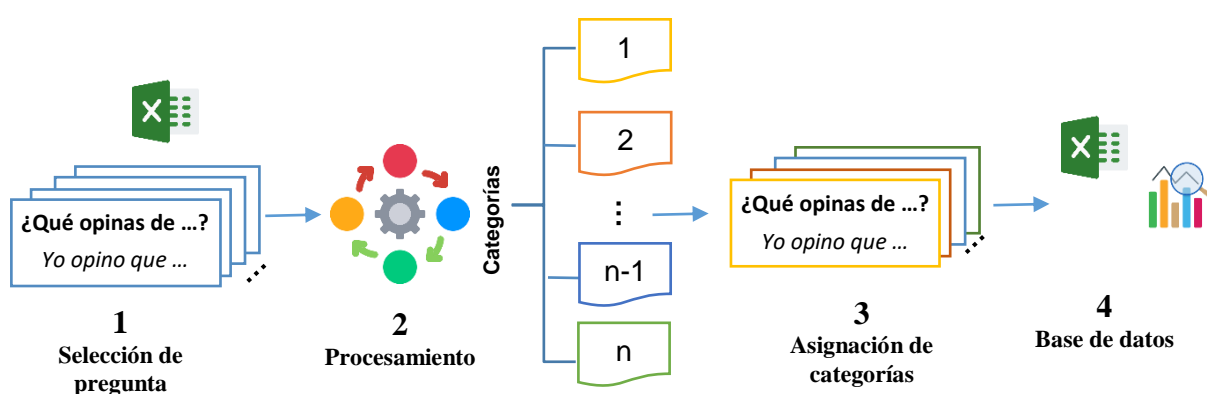 ¿Qué opinas de ...?
Yo opino que ...
1
Selección de
pregunta
2
Procesamiento
Categorías
1
2
⋮
n-1
n
¿Qué opinas de ...?
Yo opino que ...
3
Asignación de
categorías
4
Base de datos
X
X